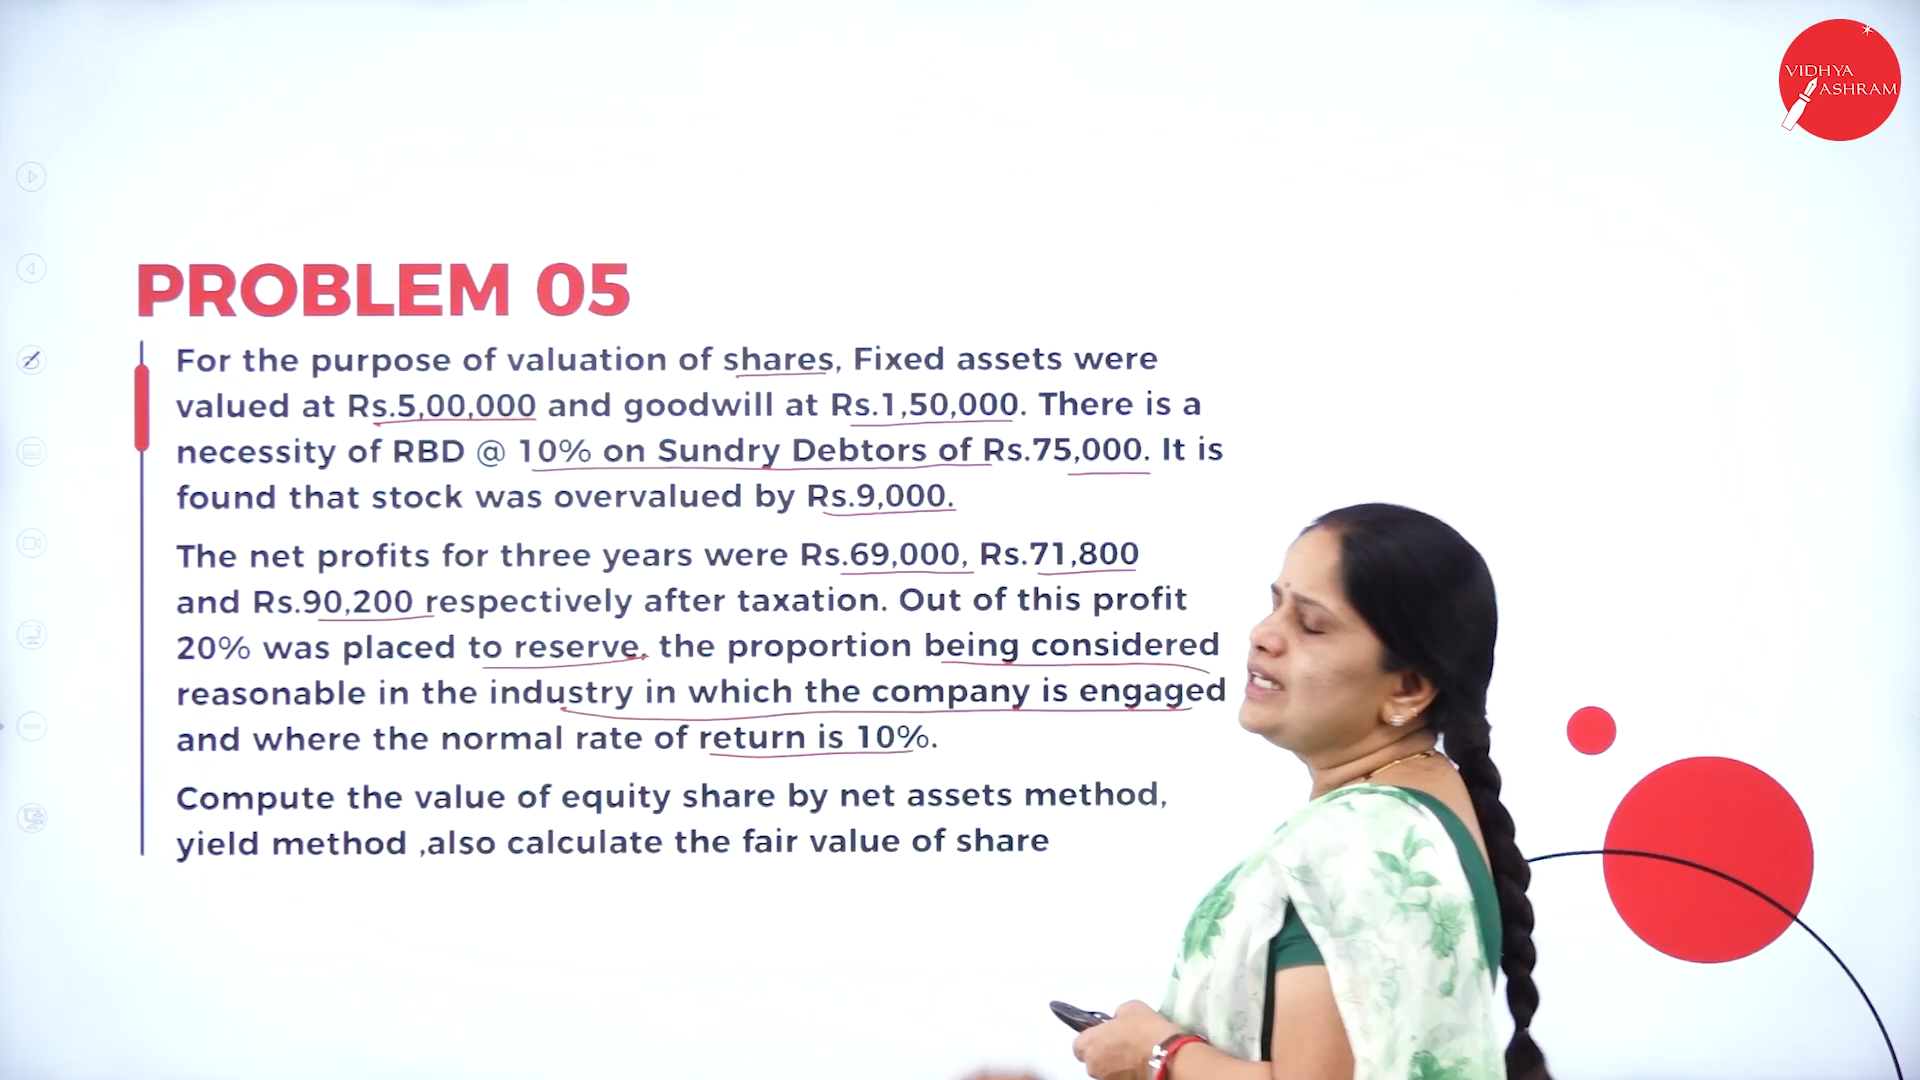 VIDHYA
ASHRAM
PROBLEM 05
For the purpose of valuation of shares, Fixed assets were
valued at Rs.5,00,000 and goodwill at Rs.1,50,000. There is a
necessity of RBD @ 10% on Sundry Debtors of Rs.75,000. It is
found that stock was overvalued by Rs.9,000.
The net profits for three years were Rs.69,000, Rs.71,800
and Rs.90,200 respectively after taxation. Out of this profit
20% was placed to reserve, the proportion being considered
reasonable in the industry in which the company is engaged
and where the normal rate of return is 10%.
Compute the value of equity share by net assets method,
yield method ,also calculate the fair value of share